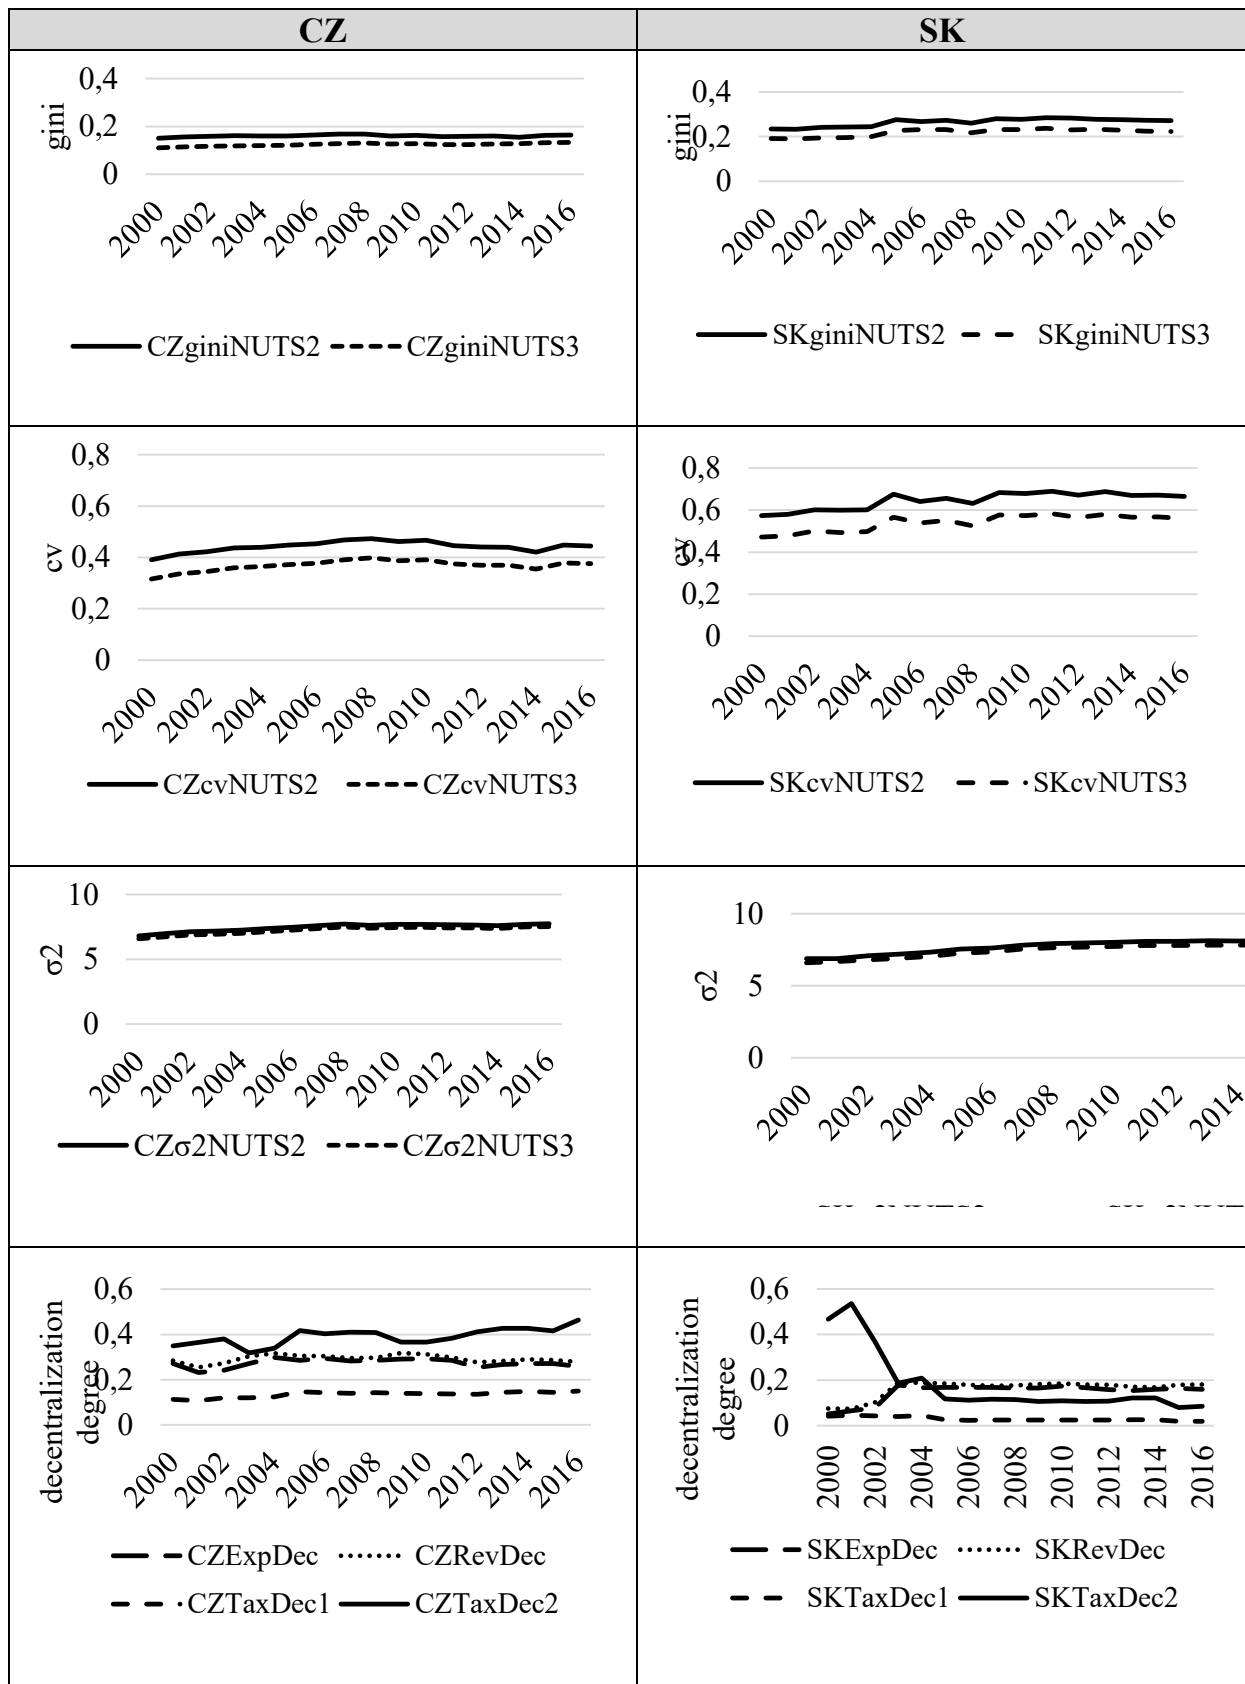 CZ
SK
gini
0,4
0,2
0
2000 2002 2004 2006 2008 2010 2012 2014 2016
CZginiNUTS2 CZginiNUTS3
gini
0,4
0,2
0
2000 2002 2004 2006 2008 2010 2012 2014 2016
SKginiNUTS2 SKginiNUTS3
cv
0,8
0,6
0,4
0,2
0
2000 2002 2004 2006 2008 2010 2012 2014 2016
CZcvNUTS2 CZcvNUTS3
cv
0,8
0,6
0,4
0,2
0
2000 2002 2004 2006 2008 2010 2012 2014 2016
SKcvNUTS2 SKcvNUTS3
σ2
10
5
0
2000 2002 2004 2006 2008 2010 2012 2014 2016
CZσ2NUTS2 CZσ2NUTS3
σ2
10
5
0
2000 2002 2004 2006 2008 2010 2012 2014
decentralization
degree
0,6
0,4
0,2
0
2000 2002 2004 2006 2008 2010 2012 2014 2016
CZExpDec CZRevDec
CZTaxDec1 CZTaxDec2
decentralization
degree
0,6
0,4
0,2
0
2000 2002 2004 2006 2008 2010 2012 2014 2016
SKExpDec SKRevDec
SKTaxDec1 SKTaxDec2